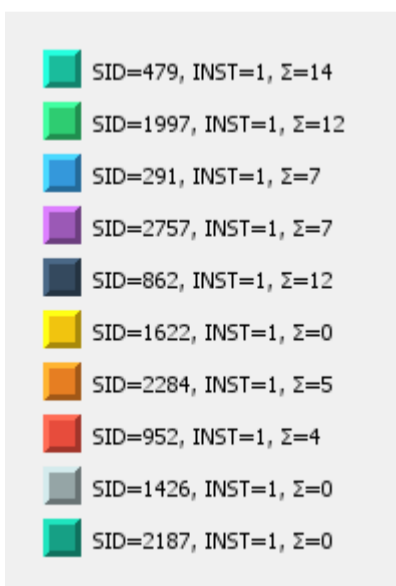 SID=479, INST=1, Σ=14
SID=1997, INST=1, Σ=12
SID=291, INST=1, Σ=7
SID=2757, INST=1, Σ=7
SID=862, INST=1, Σ=12
SID=1622, INST=1, Σ=0
SID=2284, INST=1, Σ=5
SID=952, INST=1, Σ=4
SID=1426, INST=1, Σ=0
SID=2187, INST=1, Σ=0